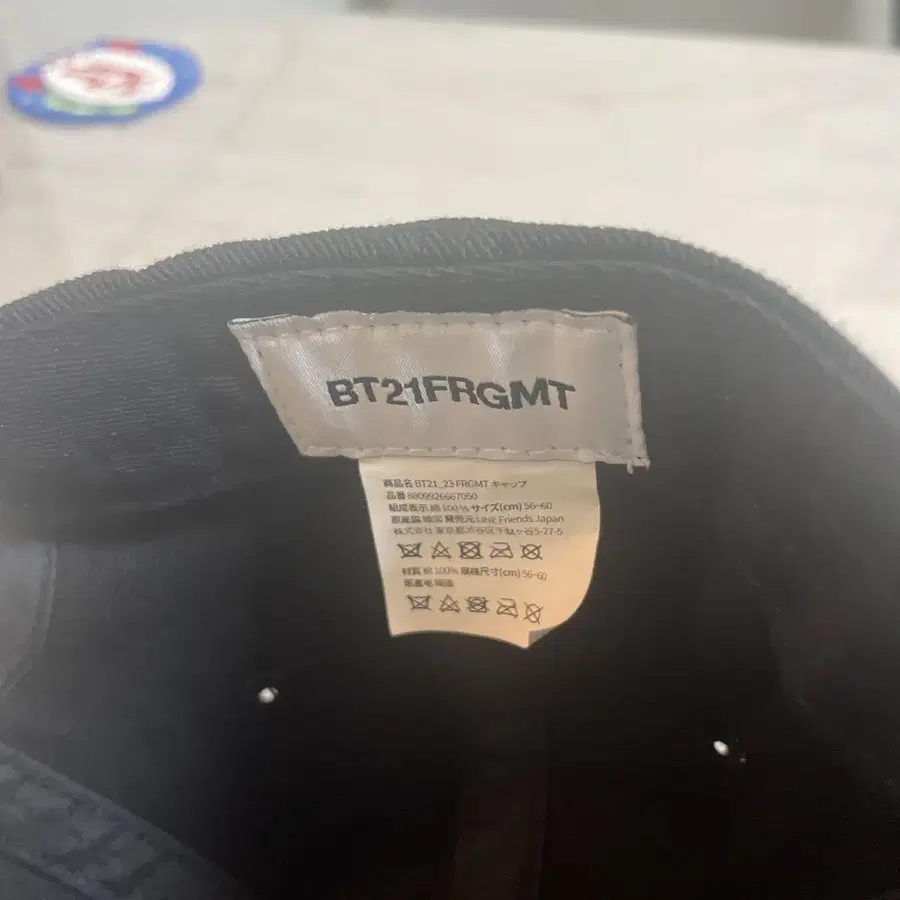 BT21FRGMT
商品名 BT21_23 FRGMT キャップ
品番 8809926667050
組成表示 綿 100% サイズ(cm) 56-60
原産国 韓国 発売元 LINE Friends Japan
株式会社 東京都渋谷区千駄ヶ谷5-27-5
材質 棉 100% 規格尺寸(cm) 56-60
原產地 韓國